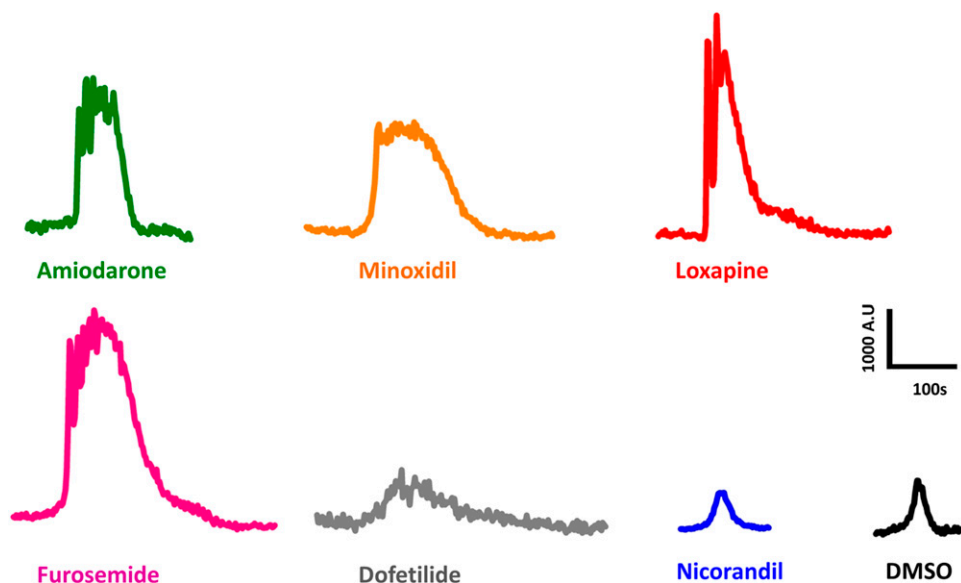 Amiodarone
Minoxidil
Loxapine
1000 A.U
100s
Furosemide
Dofetilide
Nicorandil
DMSO